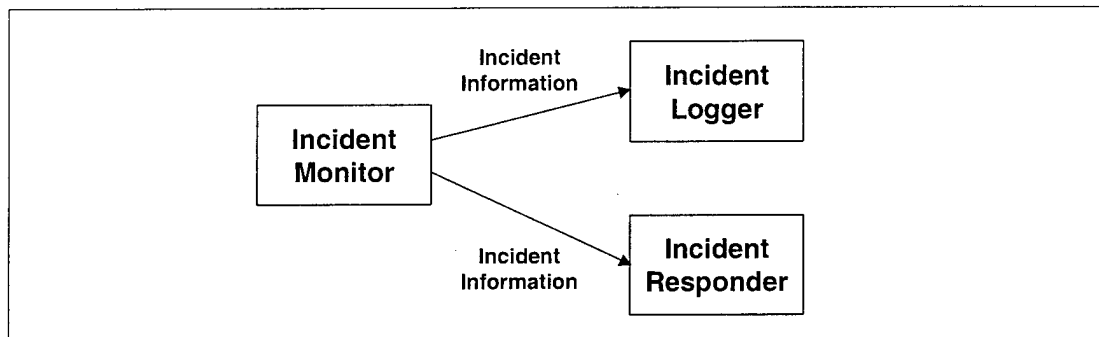 Incident
Information
Incident
Logger
Incident
Monitor
Incident
Information
Incident
Responder